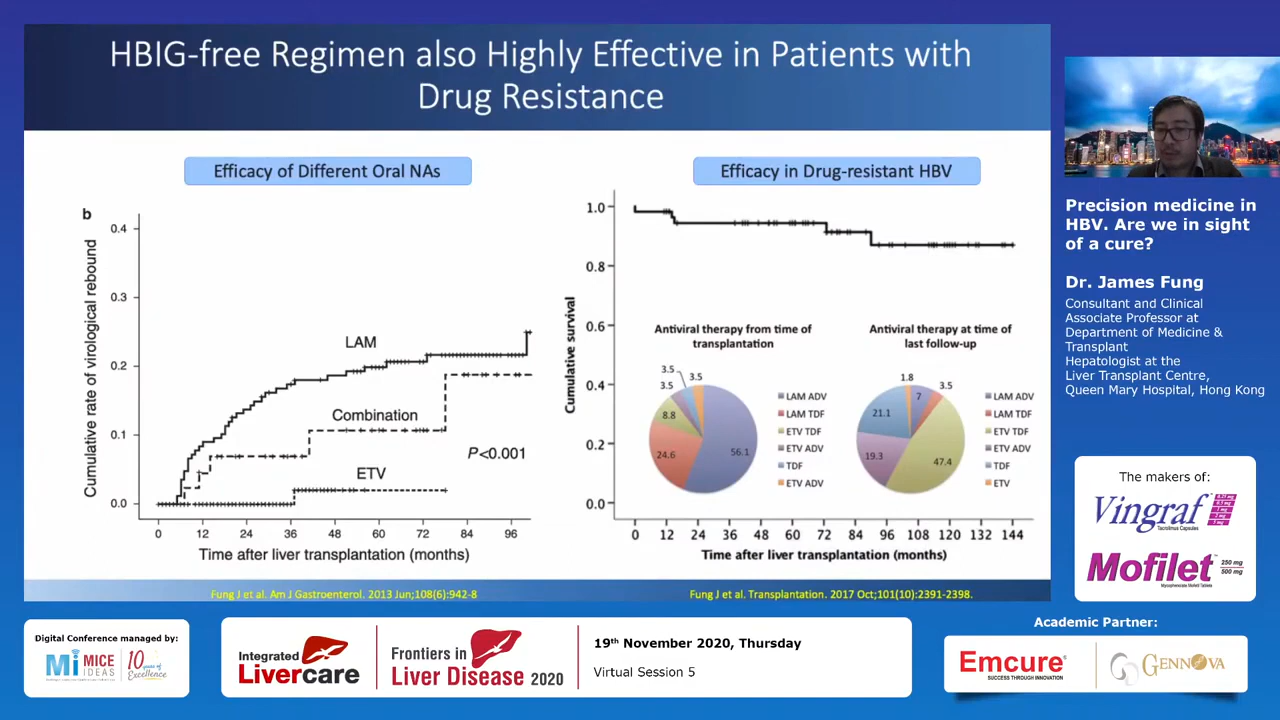 HBIG-free Regimen also Highly Effective in Patients with
Drug Resistance
Efficacy of Different Oral NAs
b
Cumulative rate of virological rebound
0.4
0.3
0.2
0.1
0.0
LAM
Combination
ETV
P<0.001
0 12 24 36 48 60 72 84 96
Time after liver transplantation (months)
Fung J et al. Am J Gastroenterol. 2013 Jun;108(6):942-8
Efficacy in Drug-resistant HBV
Cumulative survival
1.0
0.8
0.6
0.4
0.2
0.0
Antiviral therapy from time of
transplantation
3.5
3.5
3.5
8.8
24.6
56.1
LAM ADV
LAM TDF
ETV TDF
ETV ADV
TDF
ETV ADV
Antiviral therapy at time of
last follow-up
1.8
7
3.5
21.1
19.3
47.4
LAM ADV
LAM TDF
ETV TDF
ETV ADV
TDF
ETV
0 12 24 36 48 60 72 84 96 108 120 132 144
Time after liver transplantation (months)
Fung J et al. Transplantation. 2017 Oct;101(10):2391-2398.
Precision medicine in
HBV. Are we in sight
of a cure?
Dr. James Fung
Consultant and Clinical
Associate Professor at
Department of Medicine &
Transplant
Hepatologist at the
Liver Transplant Centre,
Queen Mary Hospital, Hong Kong
The makers of:
Vingraf
Tacrolimus Capsules
Mofilet
250 mg
500 mg
Mycophenolate Mofetil Tablets
Digital Conference managed by:
Mi MICE
IDEAS
10 years of
Excellence
Integrated
Livercare
Frontiers in
Liver Disease 2020
19th November 2020, Thursday
Virtual Session 5
Academic Partner:
Emcure®
SUCCESS THROUGH INNOVATION
GENNOVA